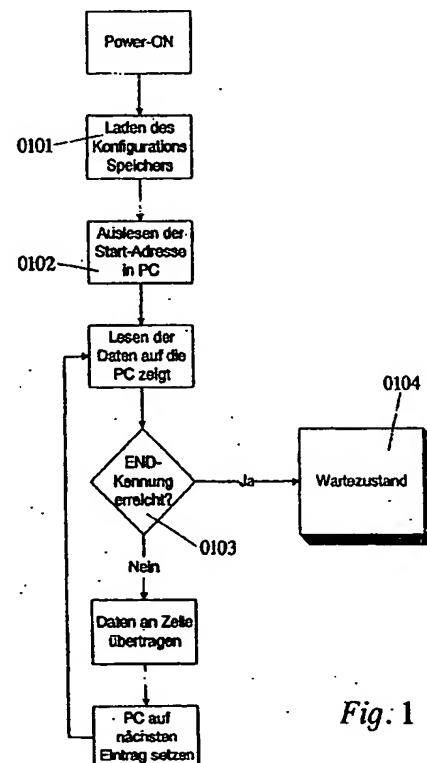 Power-ON
0101
Laden des
Konfigurations
Speichers
0102
Auslesen der
Start-Adresse
in PC
Lesen der
Daten auf die
PC zeigt
0104
END-
Kennung
erreicht?
Ja
Wartezustand
0103
Nein
Daten an Zelle
übertragen
PC auf
nächsten
Eintrag setzen
Fig: 1